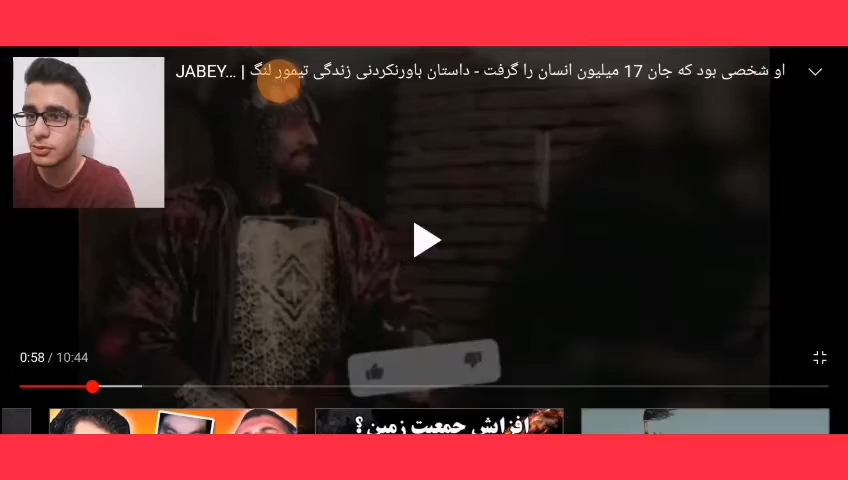 او شخصی بود که جان 17 میلیون انسان را گرفت - داستان باورنکردنی زندگی تیمور لنگ | JABEY...
0:58 / 10:44
افزایش جمعیت زمین ؟